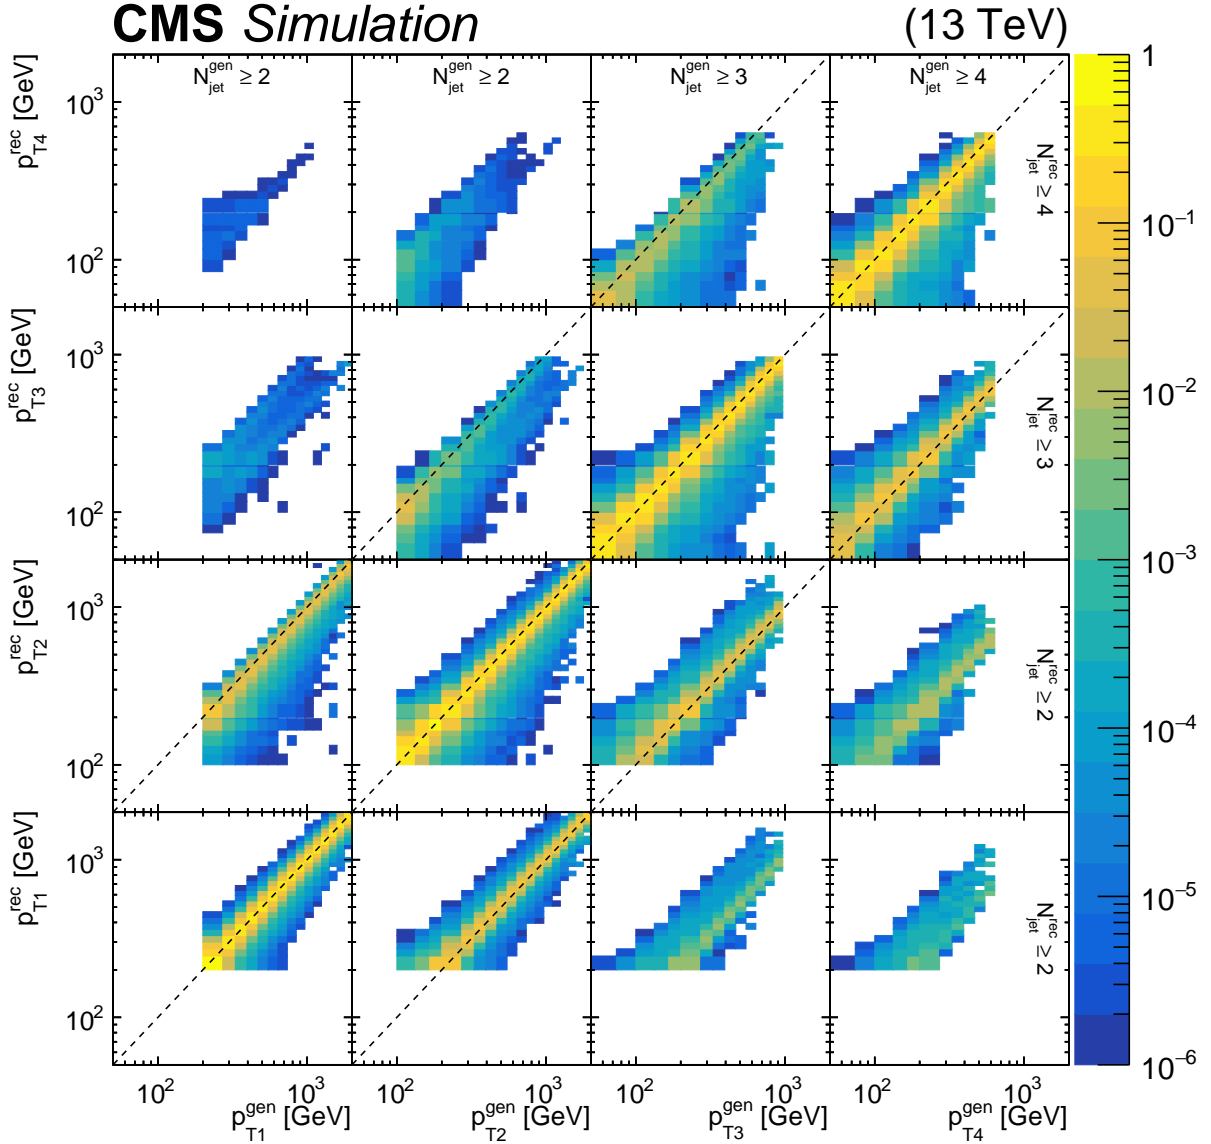 CMS Simulation (13 TeV)
N_jet^gen ≥ 2 N_jet^gen ≥ 2 N_jet^gen ≥ 3 N_jet^gen ≥ 4
p_T4^rec [GeV]
10^3
10^2
N_jet^rec ≥ 4
p_T3^rec [GeV]
10^3
10^2
N_jet^rec ≥ 3
p_T2^rec [GeV]
10^3
10^2
N_jet^rec ≥ 2
p_T1^rec [GeV]
10^3
10^2
N_jet^rec ≥ 2
10^2 10^3 10^2 10^3 10^2 10^3 10^2 10^3
p_T1^gen [GeV] p_T2^gen [GeV] p_T3^gen [GeV] p_T4^gen [GeV]
1
10^−1
10^−2
10^−3
10^−4
10^−5
10^−6